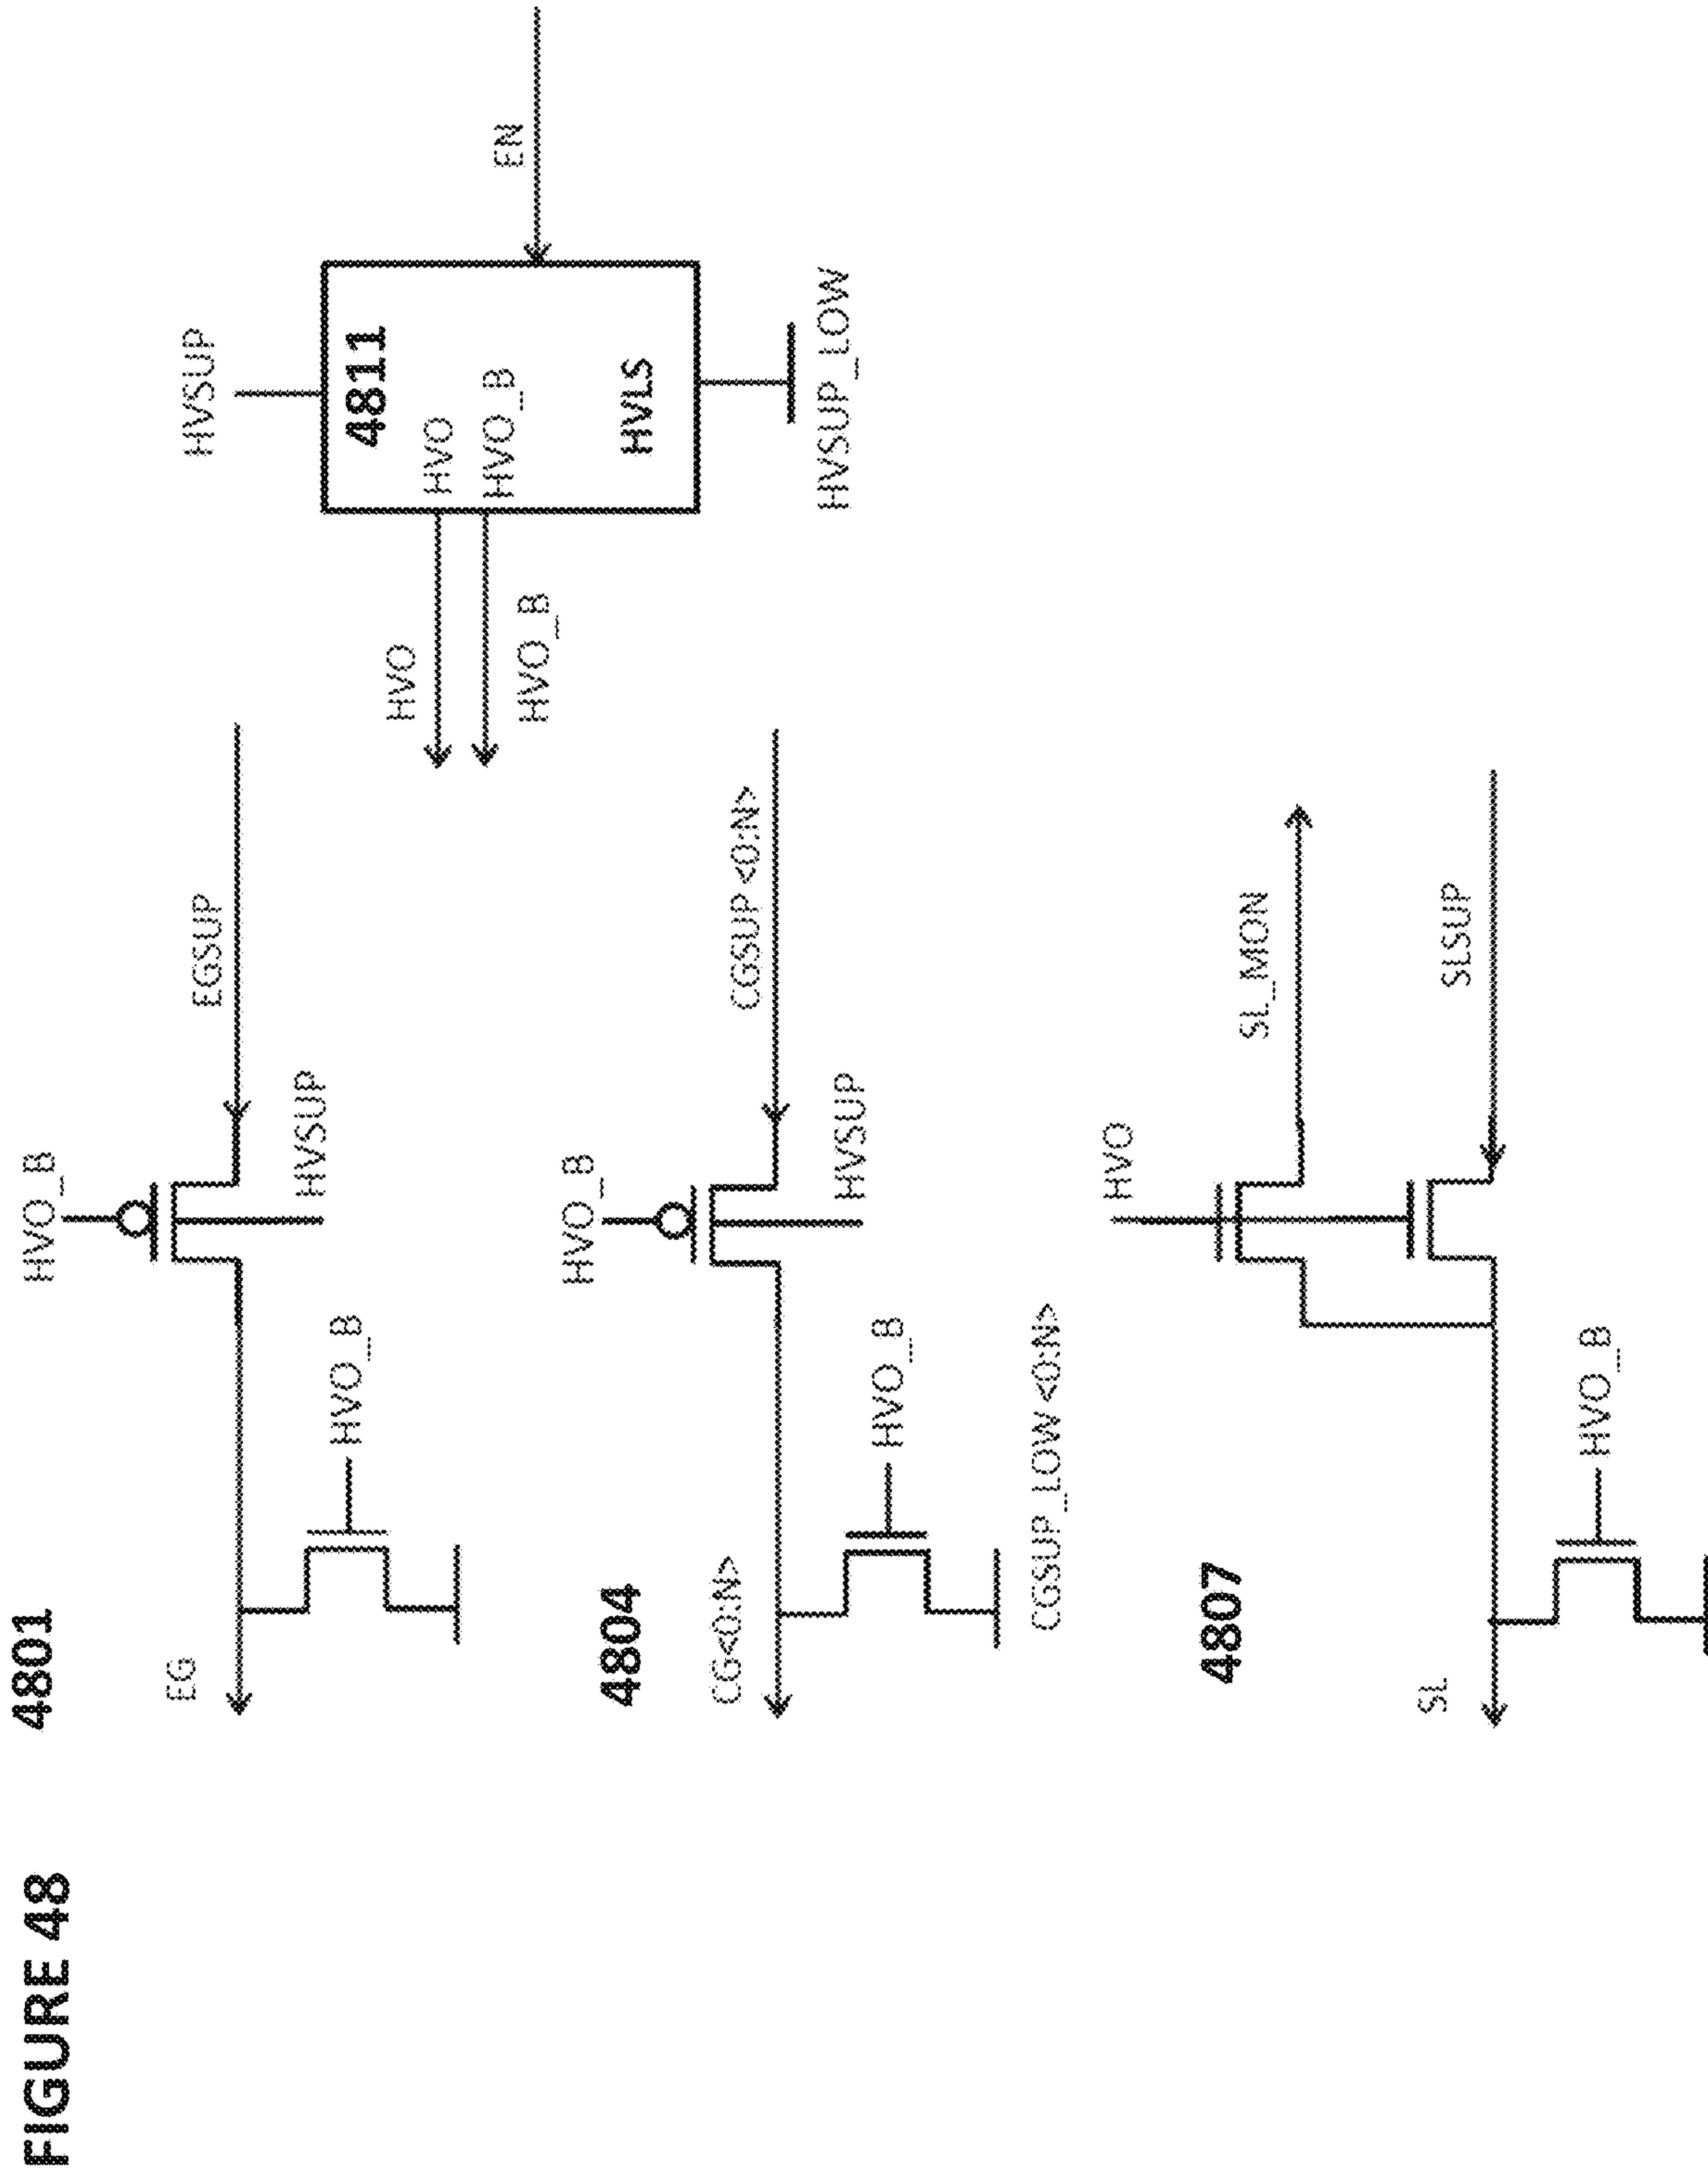 FIGURE 48
4801
HVO_B
EG
EGSUP
HVO_B
HVSUP
HVSUP
4811
HVO
HVO
HVO_B
HVO_B
HVLS
EN
HVSUP_LOW
4804
HVO_B
CG<0:N>
CGSUP <0:N>
HVO_B
HVSUP
CGSUP_LOW <0:N>
4807
HVO
SL_MON
SL
SLSUP
HVO_B